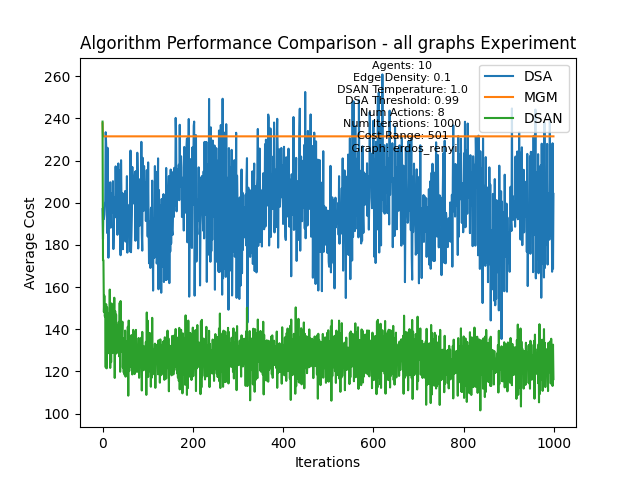 Algorithm Performance Comparison - all graphs Experiment
Agents: 10
Edge Density: 0.1
DSAN Temperature: 1.0
DSA Threshold: 0.99
Num Actions: 8
Num Iterations: 1000
Cost Range: 501
Graph: erdos_renyi
DSA
MGM
DSAN
260
240
220
200
180
160
140
120
100
Average Cost
0
200
400
600
800
1000
Iterations